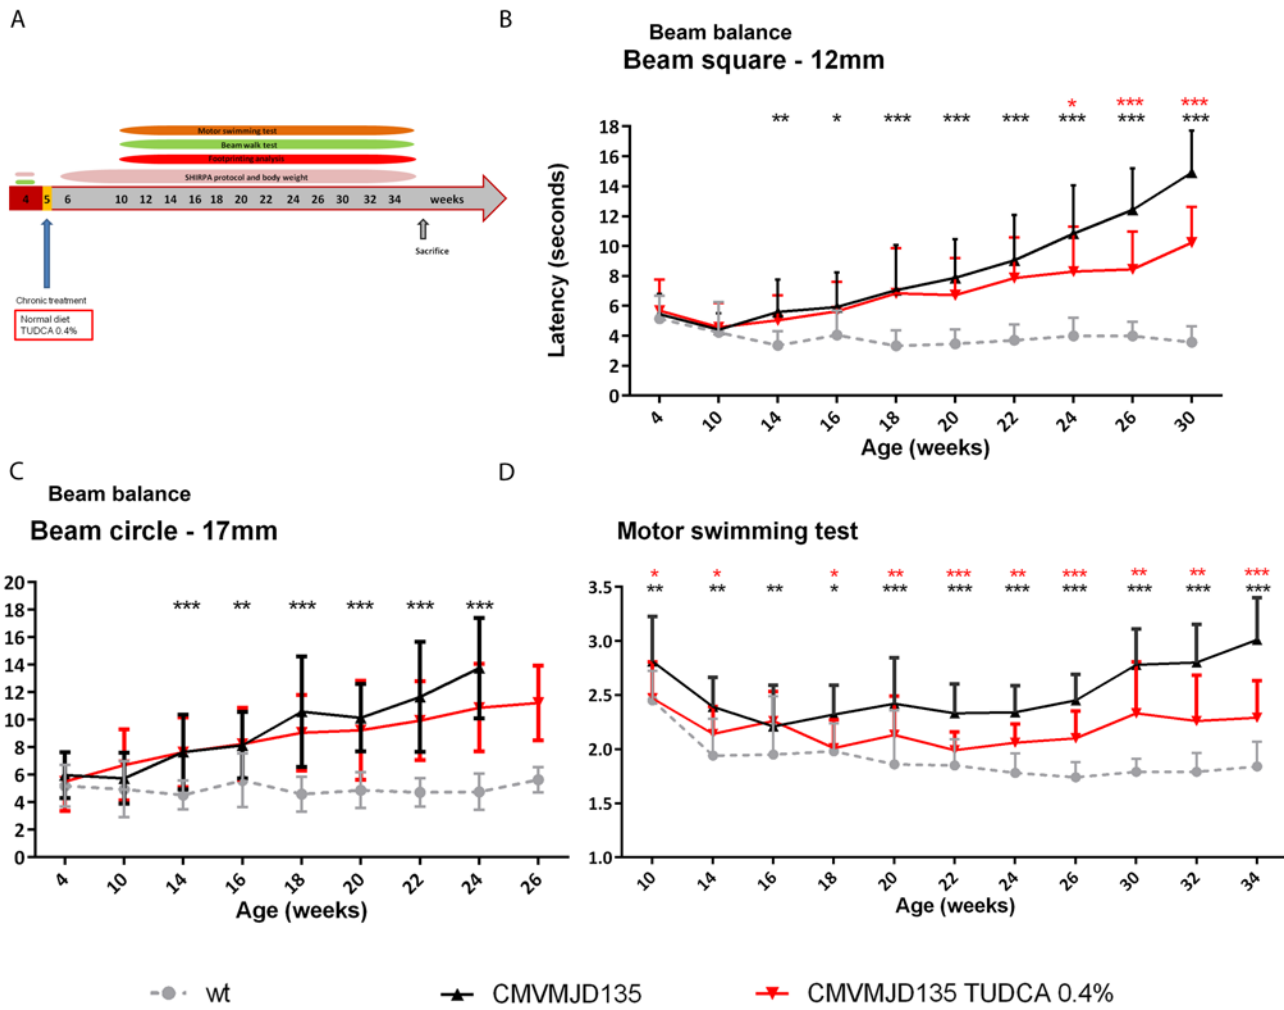 A
Motor swimming test
Beam walk test
Footprinting analysis
SHIRPA protocol and body weight
4 5 6 10 12 14 16 18 22 24 26 30 32 34 weeks
Sacrifice
Chronic treatment
Normal diet
TUDCA 0.4%
B
Beam balance
Beam square - 12mm
* *** ***
** * *** *** *** *** *** ***
Latency (seconds)
18
16
14
12
10
8
6
4
2
0
4 10 14 16 18 20 22 24 26 30
Age (weeks)
C
Beam balance
Beam circle - 17mm
*** ** *** *** *** ***
20
18
16
14
12
10
8
6
4
2
0
4 10 14 16 18 20 22 24 26
Age (weeks)
D
Motor swimming test
* * * ** *** ** *** ** ** ***
** ** ** * *** *** *** *** *** *** ***
3.5
3.0
2.5
2.0
1.5
1.0
10 14 16 18 20 22 24 26 30 32 34
Age (weeks)
wt CMVMJD135 CMVMJD135 TUDCA 0.4%